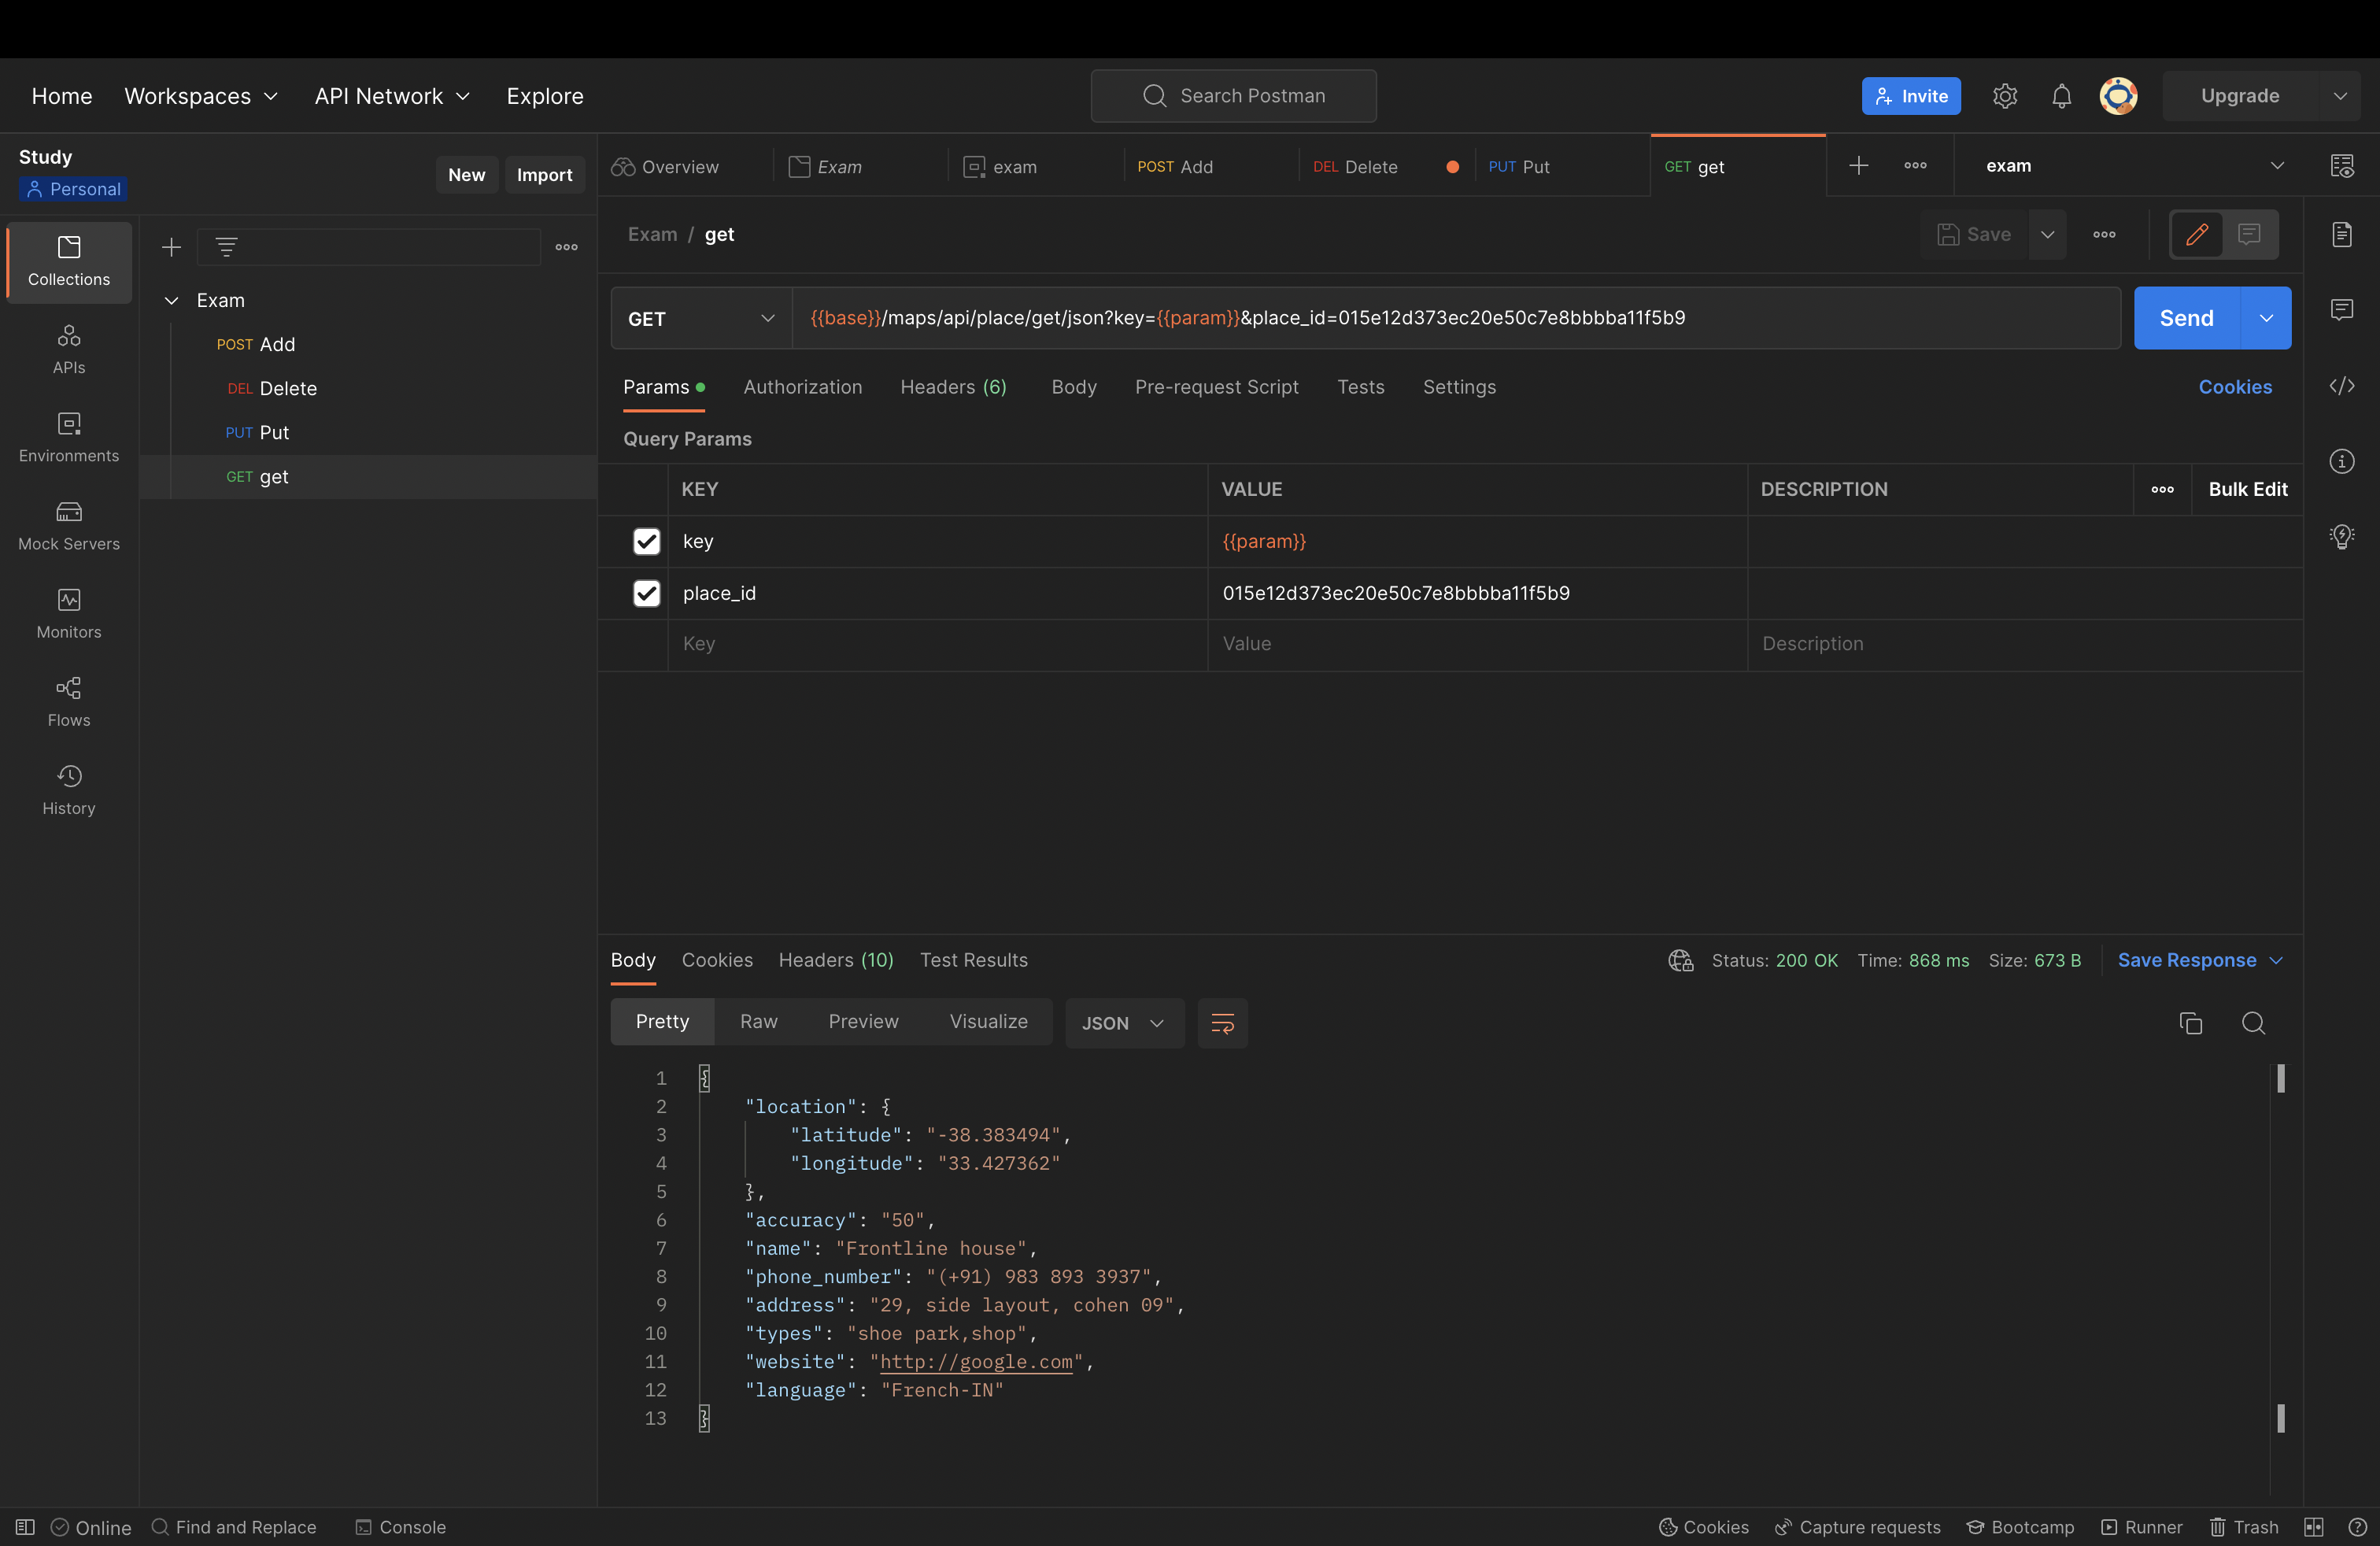 Home Workspaces API Network Explore Search Postman Invite Upgrade
Study
Personal
New Import
Overview Exam exam POST Add DEL Delete PUT Put GET get exam
Collections
APIs
Environments
Mock Servers
Monitors
Flows
History
Exam
POST Add
DEL Delete
PUT Put
GET get
Exam / get Save
GET {{base}}/maps/api/place/get/json?key={{param}}&place_id=015e12d373ec20e50c7e8bbbba11f5b9 Send
Params Authorization Headers (6) Body Pre-request Script Tests Settings Cookies
Query Params
KEY VALUE DESCRIPTION Bulk Edit
key {{param}}
place_id 015e12d373ec20e50c7e8bbbba11f5b9
Key Value Description
Body Cookies Headers (10) Test Results Status: 200 OK Time: 868 ms Size: 673 B Save Response
Pretty Raw Preview Visualize JSON
1 {
2 "location": {
3 "latitude": "-38.383494",
4 "longitude": "33.427362"
5 },
6 "accuracy": "50",
7 "name": "Frontline house",
8 "phone_number": "(+91) 983 893 3937",
9 "address": "29, side layout, cohen 09",
10 "types": "shoe park,shop",
11 "website": "http://google.com",
12 "language": "French-IN"
13 }
Online Find and Replace Console Cookies Capture requests Bootcamp Runner Trash